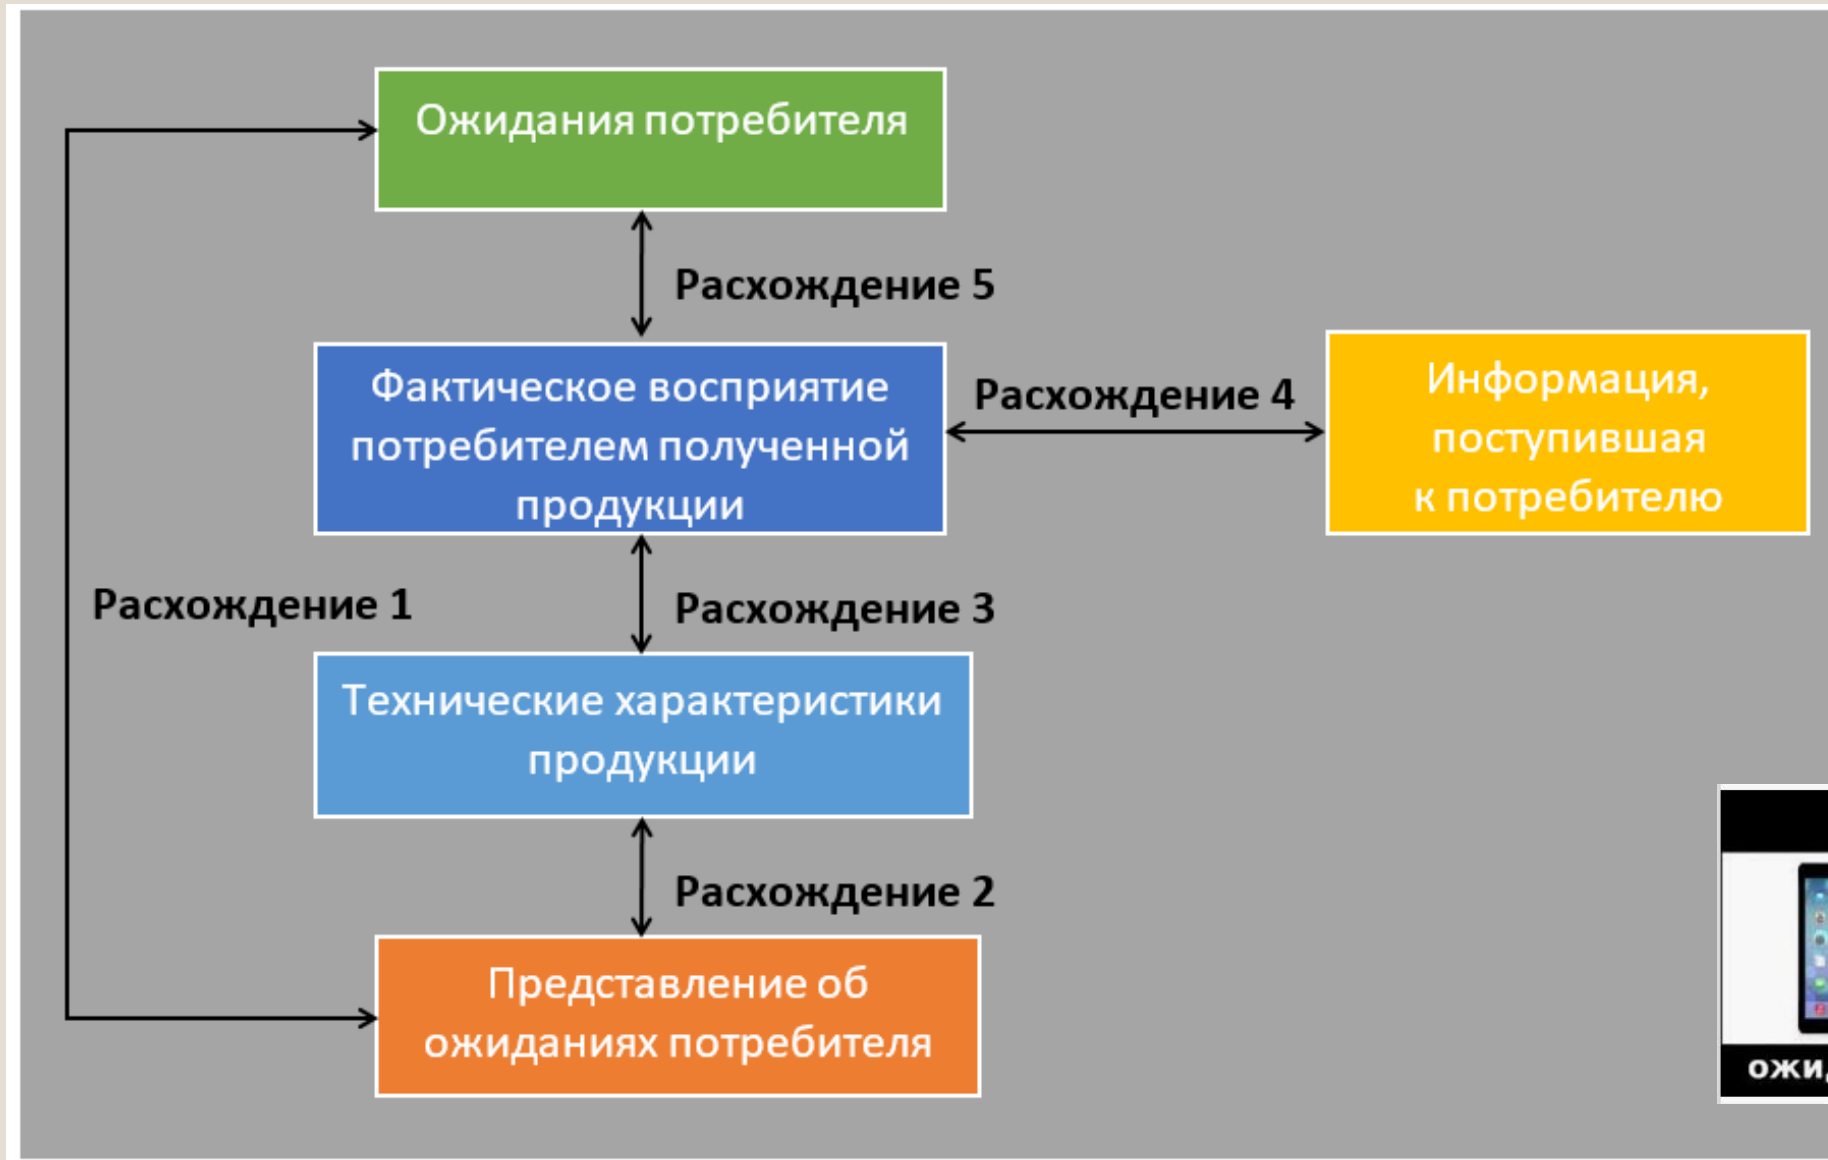 Ожидания потребителя
Расхождение 5
Фактическое восприятие
потребителем полученной
продукции
Расхождение 4
Информация,
поступившая
к потребителю
Расхождение 1
Расхождение 3
Технические характеристики
продукции
Расхождение 2
Представление об
ожиданиях потребителя